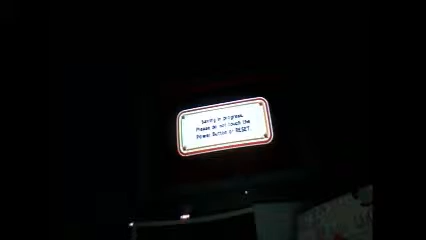 Saving in progress.
Please do not touch the
Power Button or RESET.